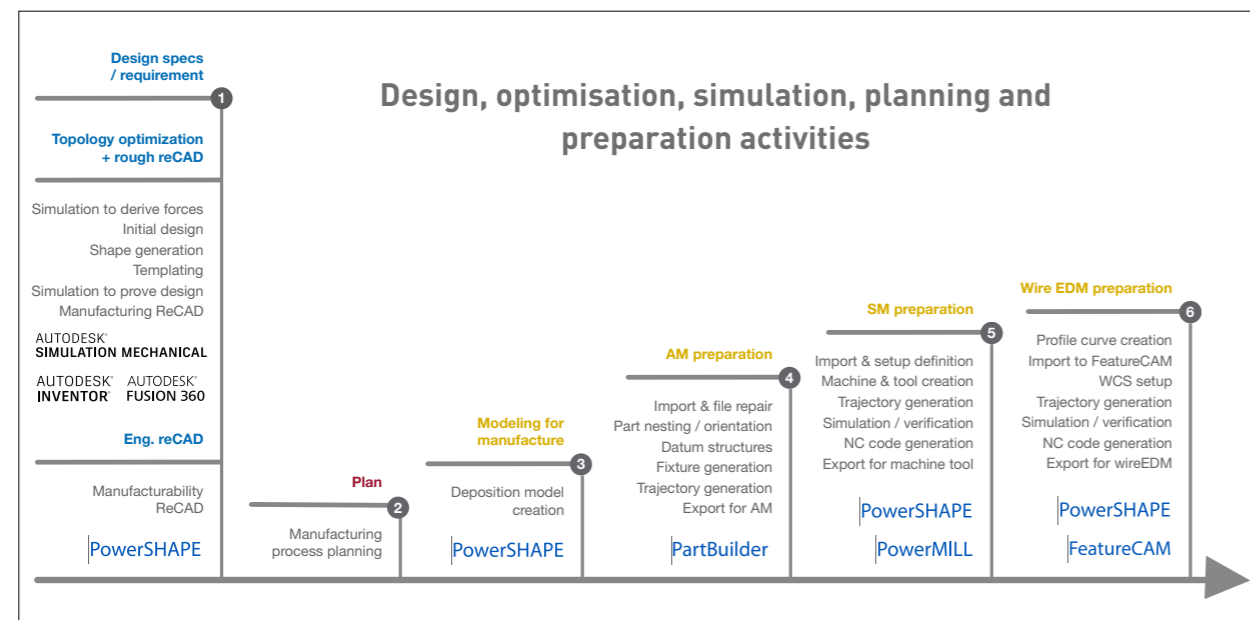 Design, optimisation, simulation, planning and
preparation activities
Design specs
/ requirement
1
Topology optimization
+ rough reCAD
Simulation to derive forces
Initial design
Shape generation
Templating
Simulation to prove design
Manufacturing ReCAD
AUTODESK®
SIMULATION MECHANICAL
AUTODESK®
INVENTOR®
AUTODESK®
FUSION 360
Eng. reCAD
Manufacturability
ReCAD
PowerSHAPE
Plan
2
Manufacturing
process planning
Modeling for
manufacture
3
Deposition model
creation
PowerSHAPE
AM preparation
4
Import & file repair
Part nesting / orientation
Datum structures
Fixture generation
Trajectory generation
Export for AM
PartBuilder
SM preparation
5
Import & setup definition
Machine & tool creation
Trajectory generation
Simulation / verification
NC code generation
Export for machine tool
PowerSHAPE
PowerMILL
Wire EDM preparation
6
Profile curve creation
Import to FeatureCAM
WCS setup
Trajectory generation
Simulation / verification
NC code generation
Export for wireEDM
PowerSHAPE
FeatureCAM